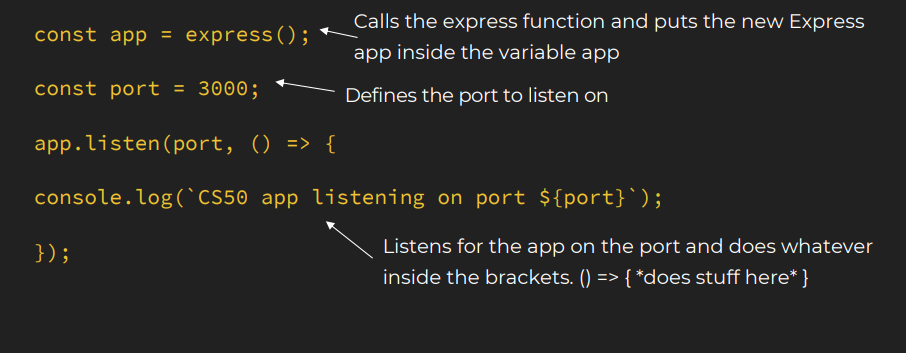 const app = express();
Calls the express function and puts the new Express
app inside the variable app
const port = 3000;
Defines the port to listen on
app.listen(port, () => {
console.log(`CS50 app listening on port ${port}`);
});
Listens for the app on the port and does whatever
inside the brackets. () => { *does stuff here* }